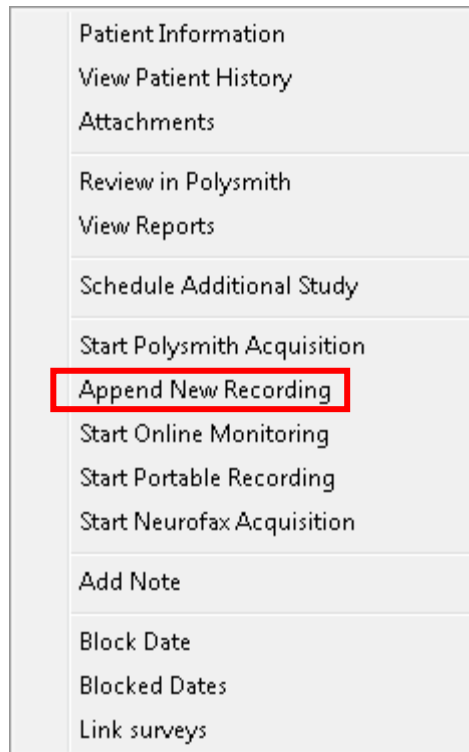 Patient Information
View Patient History
Attachments
Review in Polysmith
View Reports
Schedule Additional Study
Start Polysmith Acquisition
Append New Recording
Start Online Monitoring
Start Portable Recording
Start Neurofax Acquisition
Add Note
Block Date
Blocked Dates
Link surveys